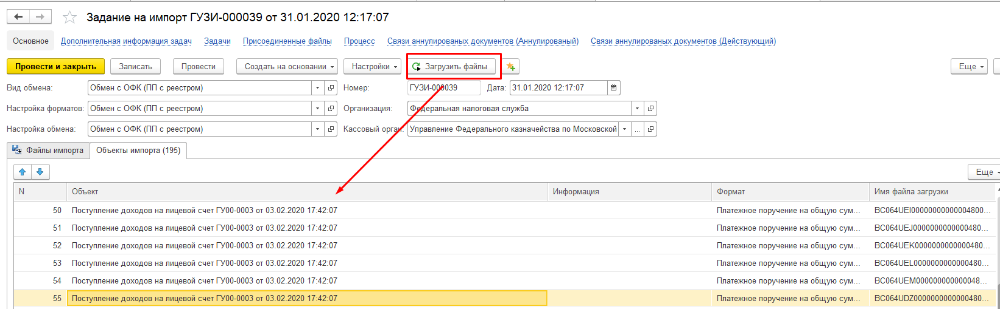 Задание на импорт ГУЗИ-000039 от 31.01.2020 12:17:07
Основное Дополнительная информация задач Задачи Присоединенные файлы Процесс Связи аннулированых документов (Аннулированый) Связи аннулированых документов (Действующий)
Провести и закрыть Записать Провести Создать на основании Настройки Загрузить файлы Еще
Вид обмена: Обмен с ОФК (ПП с реестром) Номер: ГУЗИ-000039 Дата: 31.01.2020 12:17:07
Настройка форматов: Обмен с ОФК (ПП с реестром) Организация: Федеральная налоговая служба
Настройка обмена: Обмен с ОФК (ПП с реестром) Кассовый орган: Управление Федерального казначейства по Московской ...
Файлы импорта Объекты импорта (195)
Еще
N Объект Информация Формат Имя файла загрузки
50 Поступление доходов на лицевой счет ГУ00-0003 от 03.02.2020 17:42:07 Платежное поручение на общую сум... BC064UEI00000000000004800...
51 Поступление доходов на лицевой счет ГУ00-0003 от 03.02.2020 17:42:07 Платежное поручение на общую сум... BC064UEJ0000000000000480...
52 Поступление доходов на лицевой счет ГУ00-0003 от 03.02.2020 17:42:07 Платежное поручение на общую сум... BC064UEK0000000000000480...
53 Поступление доходов на лицевой счет ГУ00-0003 от 03.02.2020 17:42:07 Платежное поручение на общую сум... BC064UEL0000000000000480...
54 Поступление доходов на лицевой счет ГУ00-0003 от 03.02.2020 17:42:07 Платежное поручение на общую сум... BC064UEM000000000000048...
55 Поступление доходов на лицевой счет ГУ00-0003 от 03.02.2020 17:42:07 Платежное поручение на общую сум... BC064UDZ0000000000000480...